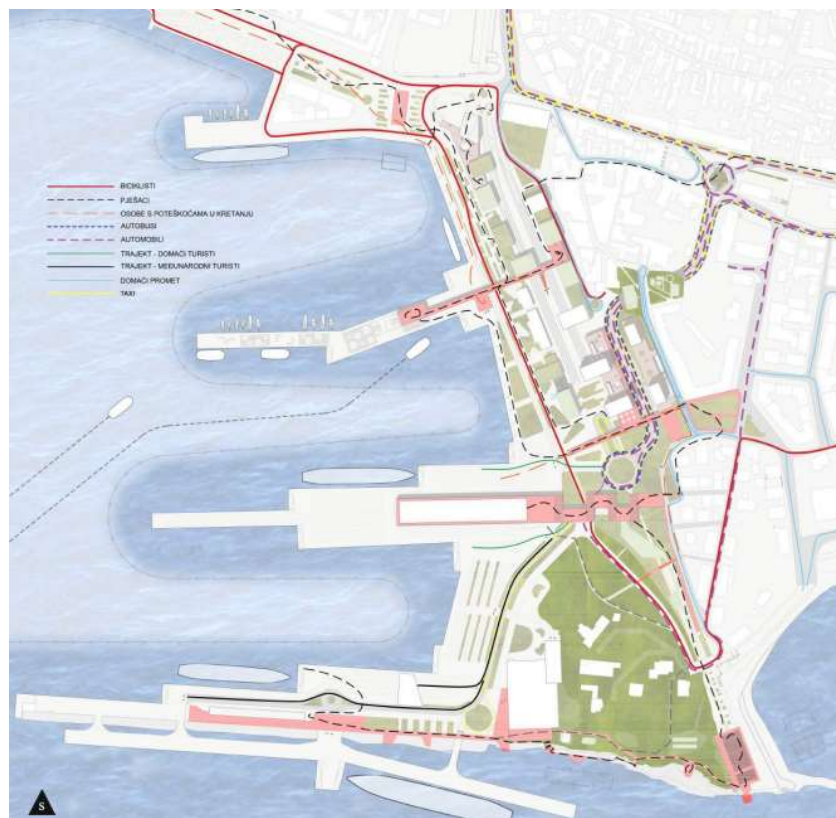 BICIKLISTI
PJEŠACI
OSOBE S POTEŠKOĆAMA U KRETANJU
AUTOBUSI
AUTOMOBILI
TRAJEKT - DOMAĆI TURISTI
TRAJEKT - MEĐUNARODNI TURISTI
DOMAĆI PROMET
TAXI
S